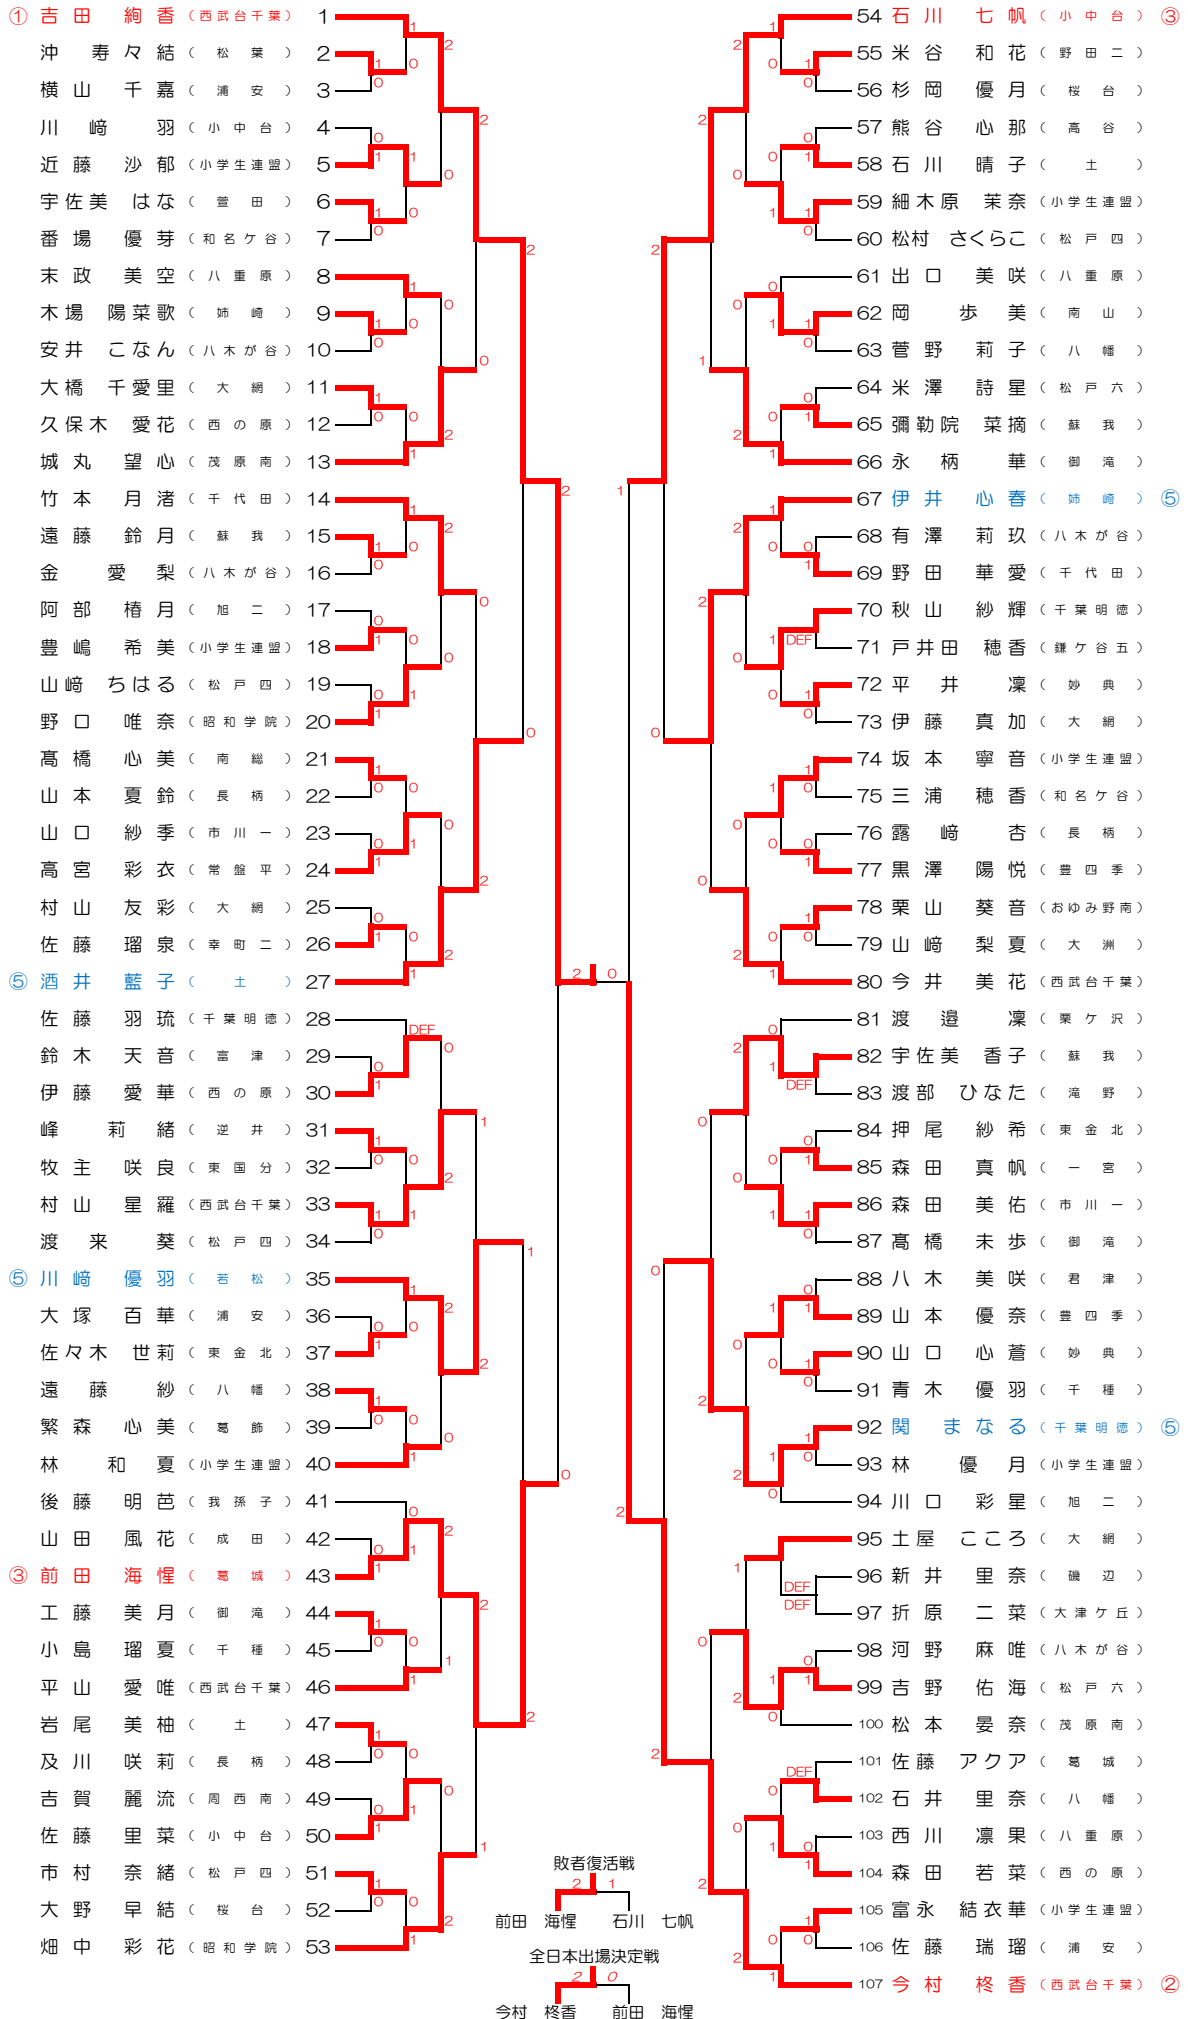 ① 吉田 絢香 (西武台千葉) 1
沖 寿々結 (松葉) 2
横山 千嘉 (浦安) 3
川﨑 羽 (小中台) 4
近藤 沙郁 (小学生連盟) 5
宇佐美 はな (萱田) 6
番場 優芽 (和名ケ谷) 7
末政 美空 (八重原) 8
木場 陽菜歌 (姉崎) 9
安井 こなん (八木が谷) 10
大橋 千愛里 (大網) 11
久保木 愛花 (西の原) 12
城丸 望心 (茂原南) 13
竹本 月渚 (千代田) 14
遠藤 鈴月 (蘇我) 15
金 愛梨 (八木が谷) 16
阿部 椿月 (旭二) 17
豊嶋 希美 (小学生連盟) 18
山﨑 ちはる (松戸四) 19
野口 唯奈 (昭和学院) 20
髙橋 心美 (南総) 21
山本 夏鈴 (長柄) 22
山口 紗季 (市川一) 23
高宮 彩衣 (常盤平) 24
村山 友彩 (大網) 25
佐藤 瑠泉 (幸町二) 26
⑤ 酒井 藍子 (土) 27
佐藤 羽琉 (千葉明徳) 28
鈴木 天音 (富津) 29
伊藤 愛華 (西の原) 30
峰 莉緒 (逆井) 31
牧主 咲良 (東国分) 32
村山 星羅 (西武台千葉) 33
渡来 葵 (松戸四) 34
⑤ 川﨑 優羽 (若松) 35
大塚 百華 (浦安) 36
佐々木 世莉 (東金北) 37
遠藤 紗 (八幡) 38
繁森 心美 (葛飾) 39
林 和夏 (小学生連盟) 40
後藤 明芭 (我孫子) 41
山田 風花 (成田) 42
③ 前田 海惺 (葛城) 43
工藤 美月 (御滝) 44
小島 瑠夏 (千種) 45
平山 愛唯 (西武台千葉) 46
岩尾 美柚 (土) 47
及川 咲莉 (長柄) 48
吉賀 麗流 (周西南) 49
佐藤 里菜 (小中台) 50
市村 奈緒 (松戸四) 51
大野 早結 (桜台) 52
畑中 彩花 (昭和学院) 53
54 石川 七帆 (小中台) ③
55 米谷 和花 (野田二)
56 杉岡 優月 (桜台)
57 熊谷 心那 (高谷)
58 石川 晴子 (土)
59 細木原 茉奈 (小学生連盟)
60 松村 さくらこ (松戸四)
61 出口 美咲 (八重原)
62 岡 歩美 (南山)
63 菅野 莉子 (八幡)
64 米澤 詩星 (松戸六)
65 彌勒院 菜摘 (蘇我)
66 永柄 華 (御滝)
67 伊井 心春 (姉崎) ⑤
68 有澤 莉玖 (八木が谷)
69 野田 華愛 (千代田)
70 秋山 紗輝 (千葉明徳)
71 戸井田 穂香 (鎌ケ谷五)
72 平井 凜 (妙典)
73 伊藤 真加 (大網)
74 坂本 寧音 (小学生連盟)
75 三浦 穂香 (和名ケ谷)
76 露﨑 杏 (長柄)
77 黒澤 陽悦 (豊四季)
78 栗山 葵音 (おゆみ野南)
79 山﨑 梨夏 (大洲)
80 今井 美花 (西武台千葉)
81 渡邉 凜 (栗ケ沢)
82 宇佐美 香子 (蘇我)
83 渡部 ひなた (滝野)
84 押尾 紗希 (東金北)
85 森田 真帆 (一宮)
86 森田 美佑 (市川一)
87 髙橋 未歩 (御滝)
88 八木 美咲 (君津)
89 山本 優奈 (豊四季)
90 山口 心蒼 (妙典)
91 青木 優羽 (千種)
92 関 まなる (千葉明徳) ⑤
93 林 優月 (小学生連盟)
94 川口 彩星 (旭二)
95 土屋 こころ (大網)
96 新井 里奈 (磯辺)
97 折原 二菜 (大津ケ丘)
98 河野 麻唯 (八木が谷)
99 吉野 佑海 (松戸六)
100 松本 晏奈 (茂原南)
101 佐藤 アクア (葛城)
102 石井 里奈 (八幡)
103 西川 凛果 (八重原)
104 森田 若菜 (西の原)
105 富永 結衣華 (小学生連盟)
106 佐藤 瑞瑠 (浦安)
107 今村 柊香 (西武台千葉) ②
敗者復活戦
2 1
前田 海惺 石川 七帆
全日本出場決定戦
2 0
今村 柊香 前田 海惺